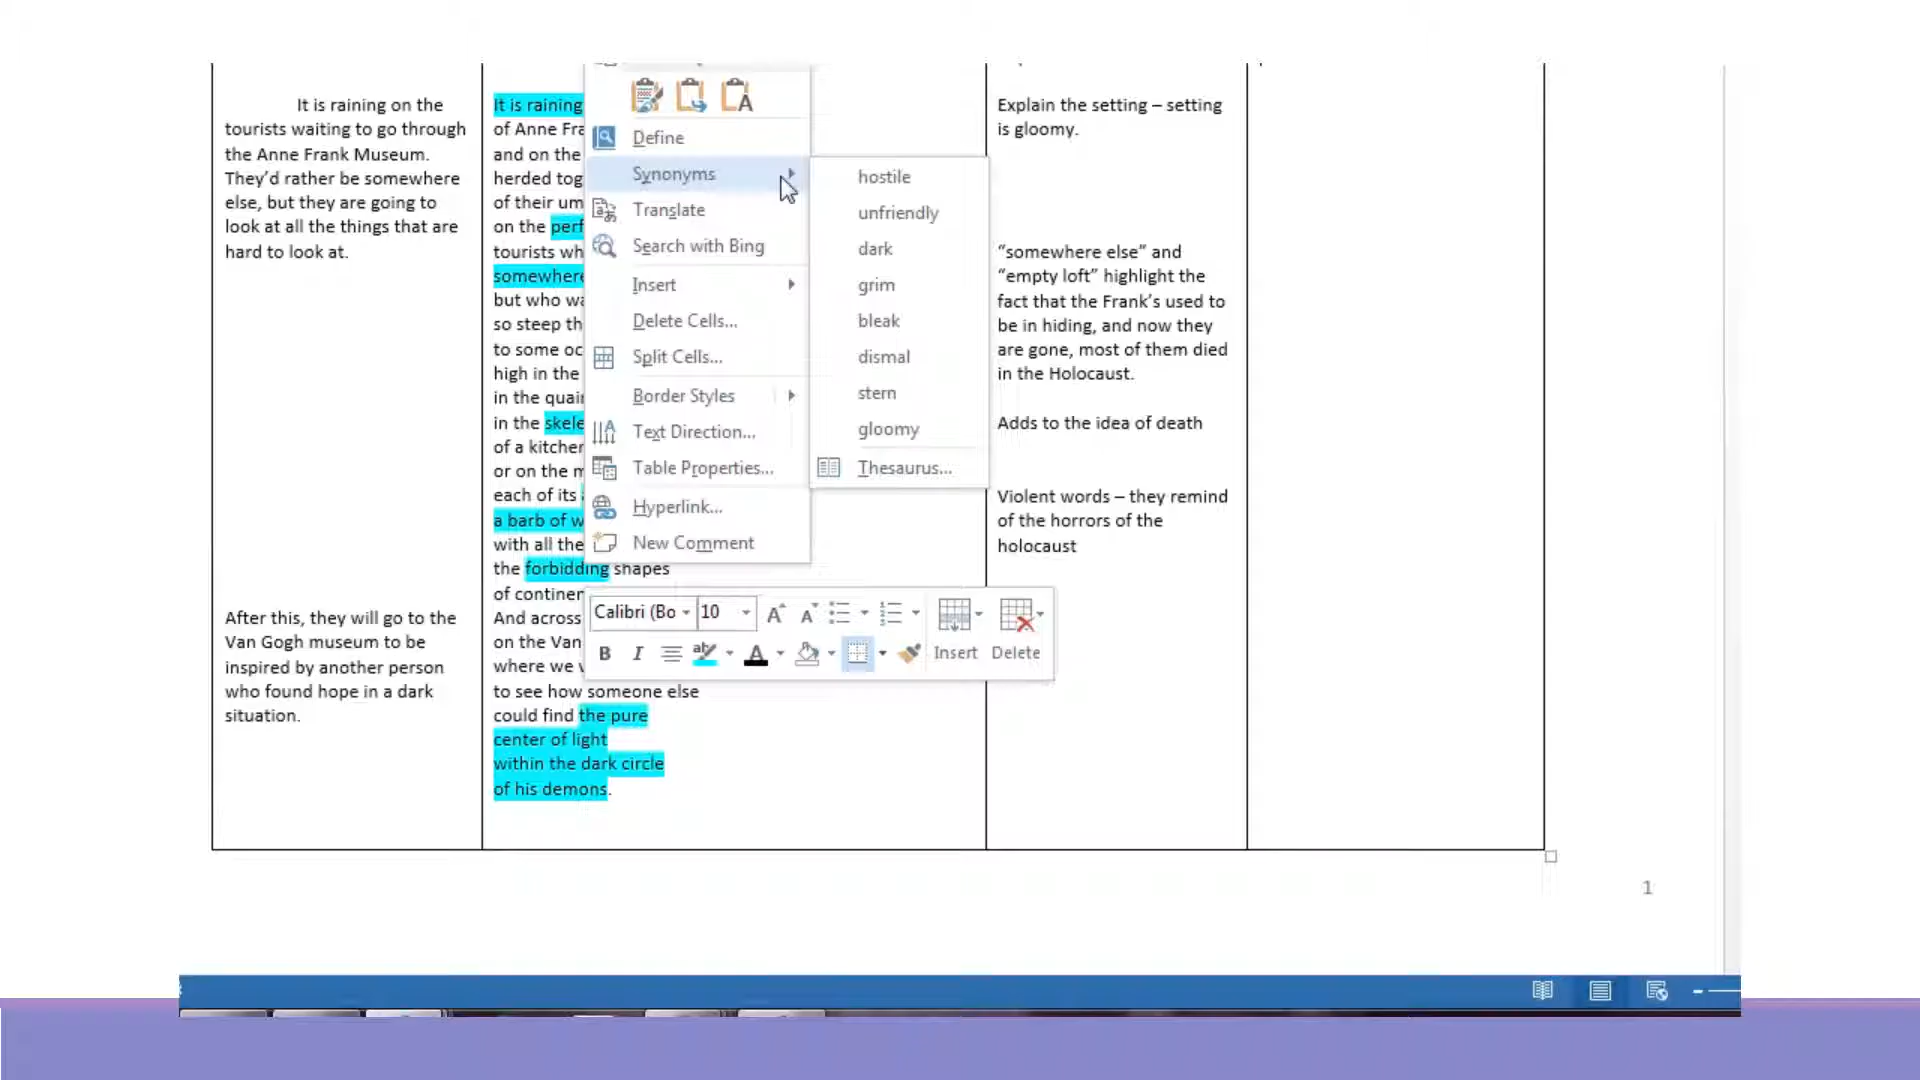 It is raining on the
tourists waiting to go through
the Anne Frank Museum.
They’d rather be somewhere
else, but they are going to
look at all the things that are
hard to look at.
After this, they will go to the
Van Gogh museum to be
inspired by another person
who found hope in a dark
situation.
It is raining
of Anne Fra
and on the
herded tog
of their um
on the perf
tourists wh
somewhere
but who wa
so steep th
to some oc
high in the
in the quain
in the skele
of a kitchen
or on the m
each of its
a barb of w
with all the
the forbidding shapes
of continen
And across
on the Van
where we w
to see how someone else
could find the pure
center of light
within the dark circle
of his demons.
Define
Synonyms
Translate
Search with Bing
Insert
Delete Cells...
Split Cells...
Border Styles
Text Direction...
Table Properties...
Hyperlink...
New Comment
hostile
unfriendly
dark
grim
bleak
dismal
stern
gloomy
Thesaurus...
Calibri (Bo 10
B I A Insert Delete
Explain the setting – setting
is gloomy.
“somewhere else” and
“empty loft” highlight the
fact that the Frank’s used to
be in hiding, and now they
are gone, most of them died
in the Holocaust.
Adds to the idea of death
Violent words – they remind
of the horrors of the
holocaust
1